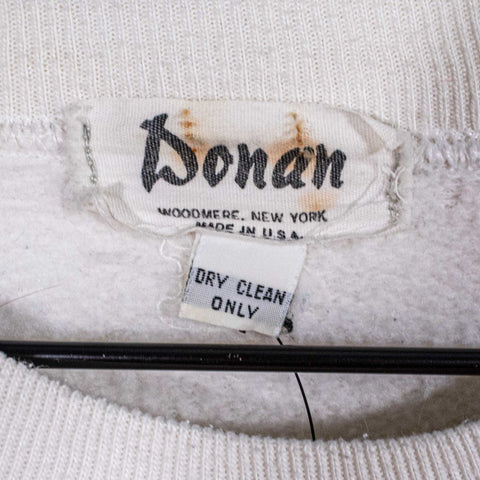 Donan
WOODMERE, NEW YORK
MADE IN U.S.A.
DRY CLEAN
ONLY